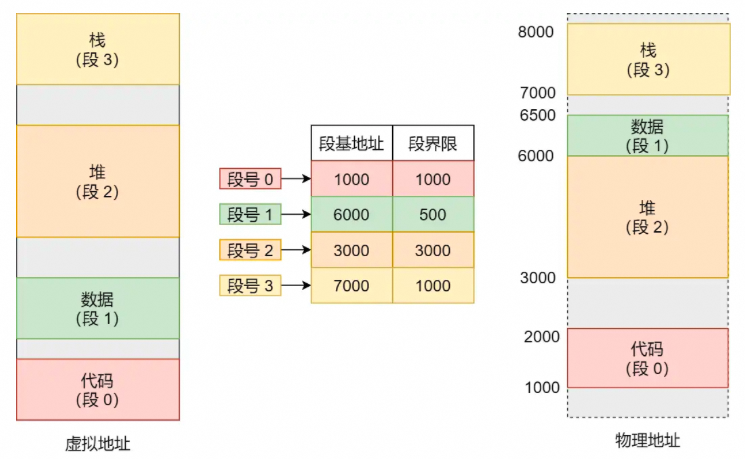 栈
(段 3)
堆
(段 2)
数据
(段 1)
代码
(段 0)
虚拟地址
段基地址 段界限
段号 0 1000 1000
段号 1 6000 500
段号 2 3000 3000
段号 3 7000 1000
8000
栈
(段 3)
7000
6500
数据
(段 1)
6000
堆
(段 2)
3000
2000
代码
(段 0)
1000
物理地址